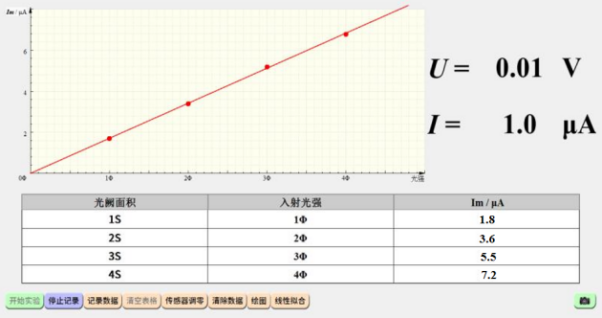 Im / μA
6
U = 0.01 V
4
I = 1.0 μA
2
0Φ 1Φ 2Φ 3Φ 4Φ 光强
光阑面积 入射光强 Im / μA
1S 1Φ 1.8
2S 2Φ 3.6
3S 3Φ 5.5
4S 4Φ 7.2
开始实验 停止记录 记录数据 清空表格 传感器调零 清除数据 绘图 线性拟合